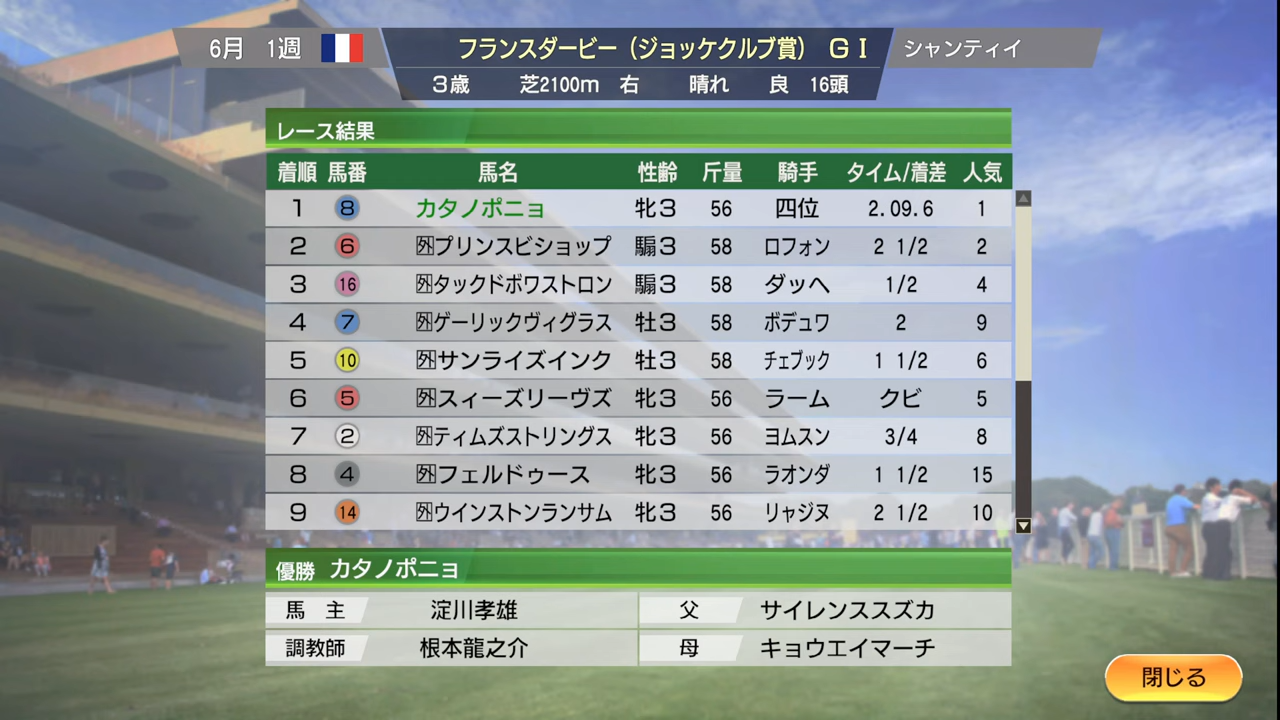 6月 1週 フランスダービー（ジョッケクルブ賞） GⅠ シャンティイ
3歳 芝2100m 右 晴れ 良 16頭
レース結果
着順 馬番 馬名 性齢 斤量 騎手 タイム/着差 人気
1 8 カタノポニョ 牝3 56 四位 2.09.6 1
2 6 外プリンスビショップ 騸3 58 ロフォン 2 1/2 2
3 16 外タックドボワストロン 騸3 58 ダッヘ 1/2 4
4 7 外ゲーリックヴィグラス 牡3 58 ボデュワ 2 9
5 10 外サンライズインク 牡3 58 チェブック 1 1/2 6
6 5 外スィーズリーヴズ 牝3 56 ラーム クビ 5
7 2 外ティムズストリングス 牝3 56 ヨムスン 3/4 8
8 4 外フェルドゥース 牝3 56 ラオンダ 1 1/2 15
9 14 外ウインストンランサム 牝3 56 リャジヌ 2 1/2 10
優勝 カタノポニョ
馬主 淀川孝雄 父 サイレンススズカ
調教師 根本龍之介 母 キョウエイマーチ
閉じる